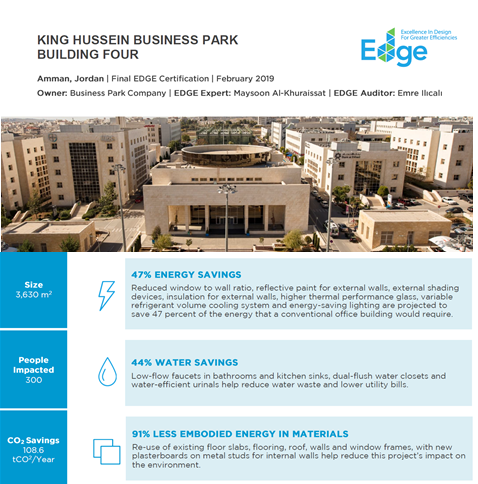 KING HUSSEIN BUSINESS PARK
BUILDING FOUR
Edge
Excellence In Design
For Greater Efficiencies
Amman, Jordan | Final EDGE Certification | February 2019
Owner: Business Park Company | EDGE Expert: Maysoon Al-Khuraissat | EDGE Auditor: Emre Ilıcalı
Size
3,630 m²
47% ENERGY SAVINGS
Reduced window to wall ratio, reflective paint for external walls, external shading
devices, insulation for external walls, higher thermal performance glass, variable
refrigerant volume cooling system and energy-saving lighting are projected to
save 47 percent of the energy that a conventional office building would require.
People
Impacted
300
44% WATER SAVINGS
Low-flow faucets in bathrooms and kitchen sinks, dual-flush water closets and
water-efficient urinals help reduce water waste and lower utility bills.
CO₂ Savings
108.6
tCO²/Year
91% LESS EMBODIED ENERGY IN MATERIALS
Re-use of existing floor slabs, flooring, roof, walls and window frames, with new
plasterboards on metal studs for internal walls help reduce this project's impact on
the environment.